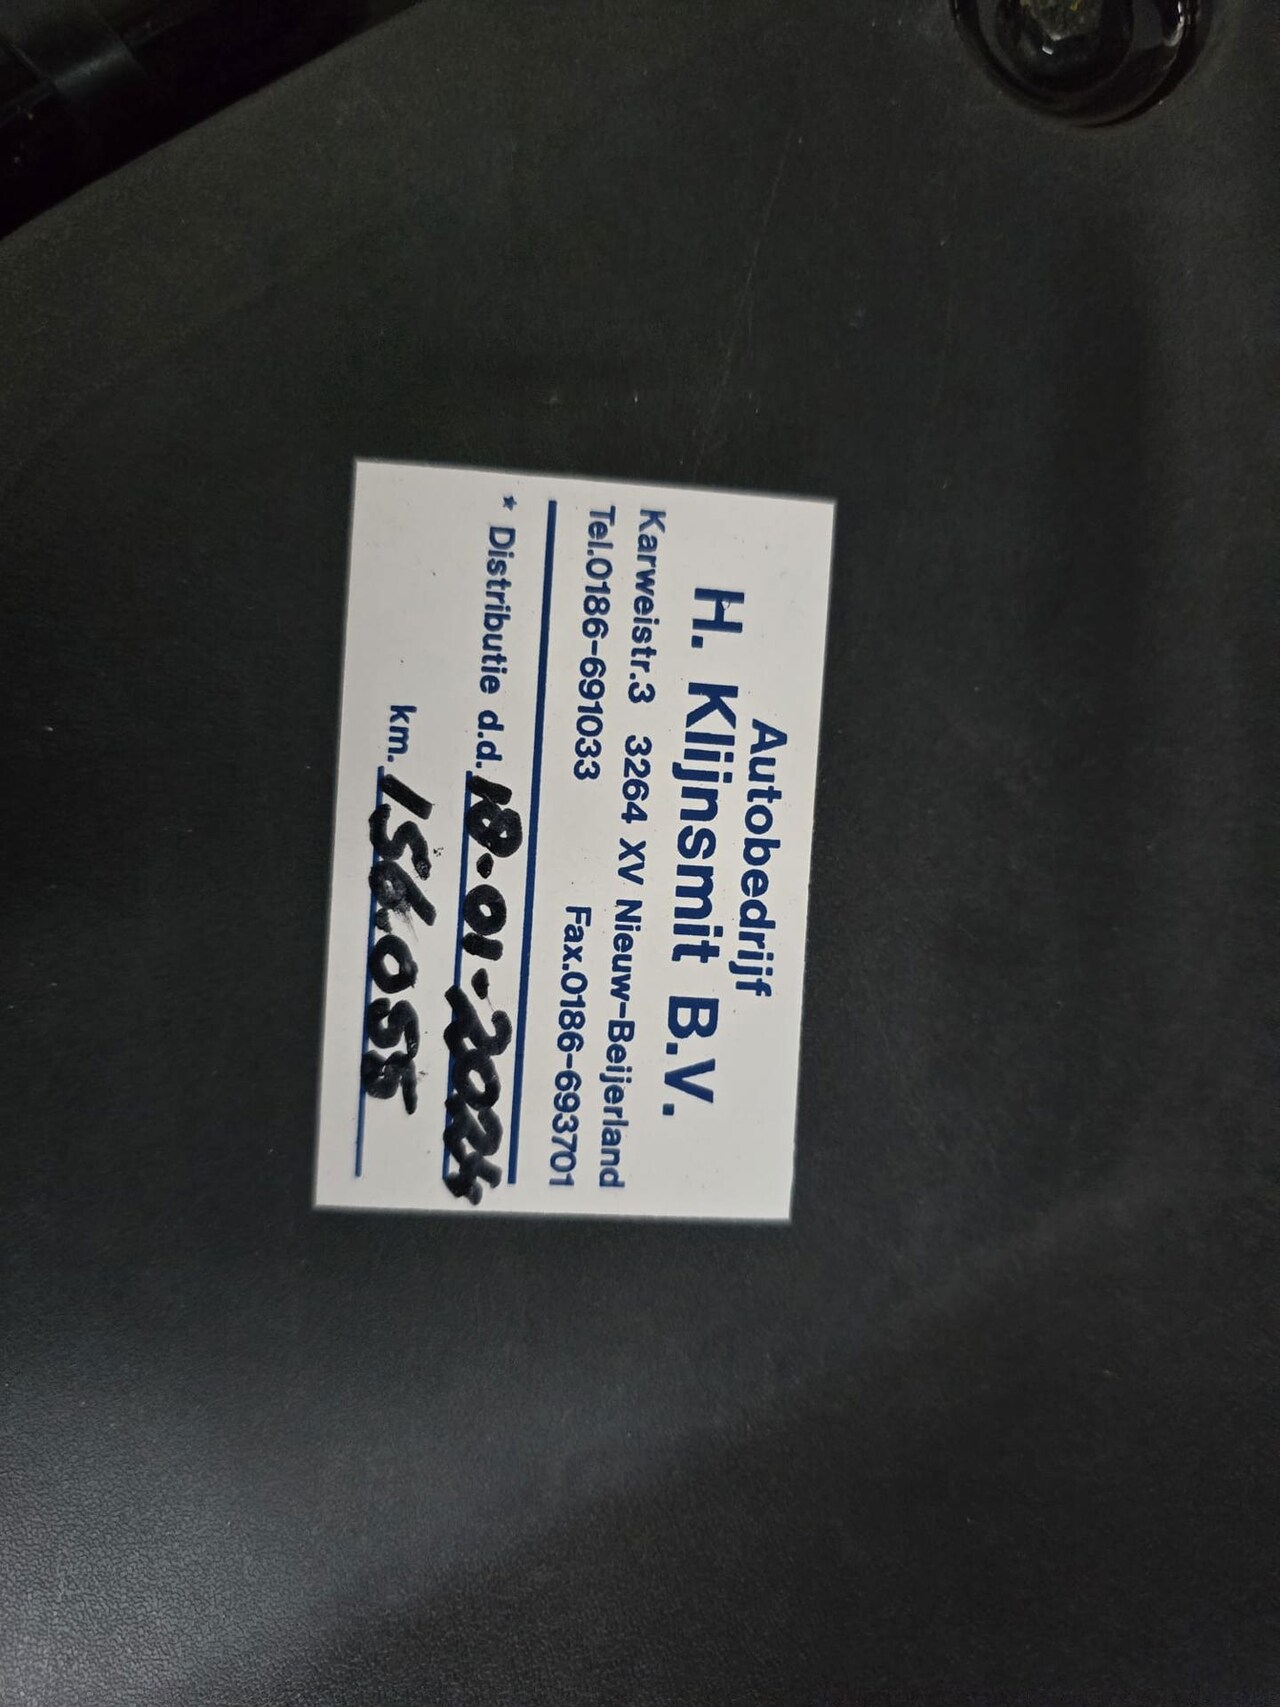 Autobedrijf
H. Klijnsmit B.V.
Karweistr.3 3264 XV Nieuw-Beijerland
Tel.0186-691033 Fax.0186-693701
* Distributie d.d. 18-01-2024
km. 156.055